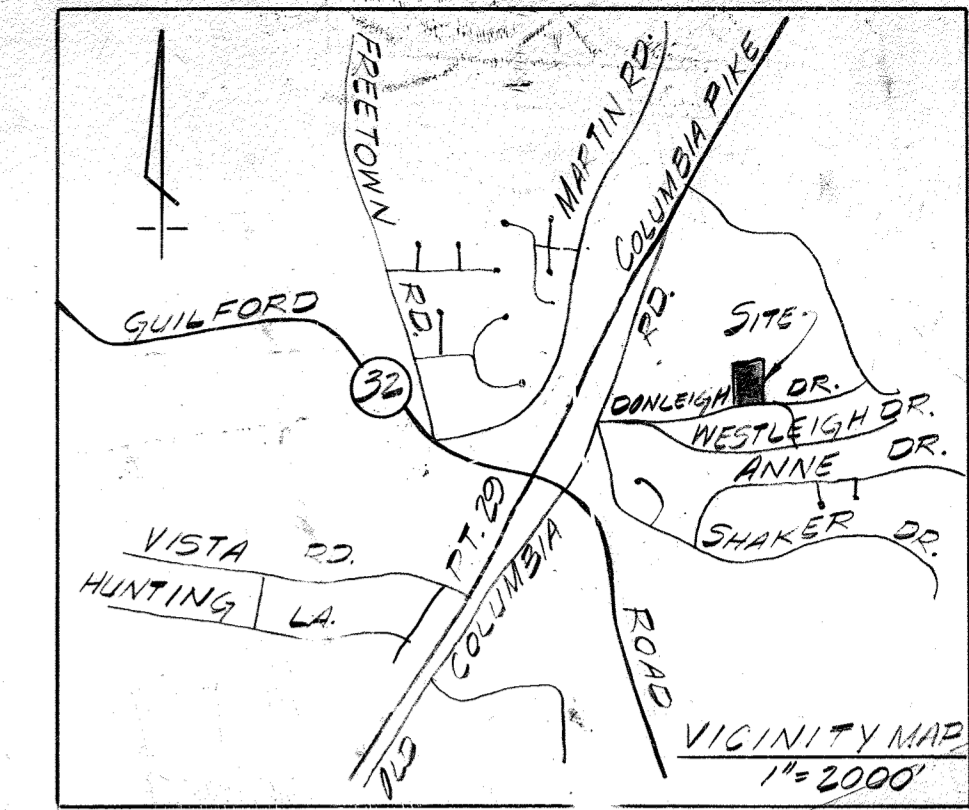 FREETOWN
RD.
MARTIN RD.
COLUMBIA PIKE
GUILFORD
32
RD.
SITE
DONLEIGH DR.
WESTLEIGH DR.
ANNE DR.
SHAKER DR.
RT. 29
VISTA RD.
HUNTING LA.
OLD COLUMBIA
ROAD
VICINITY MAP
1"=2000'